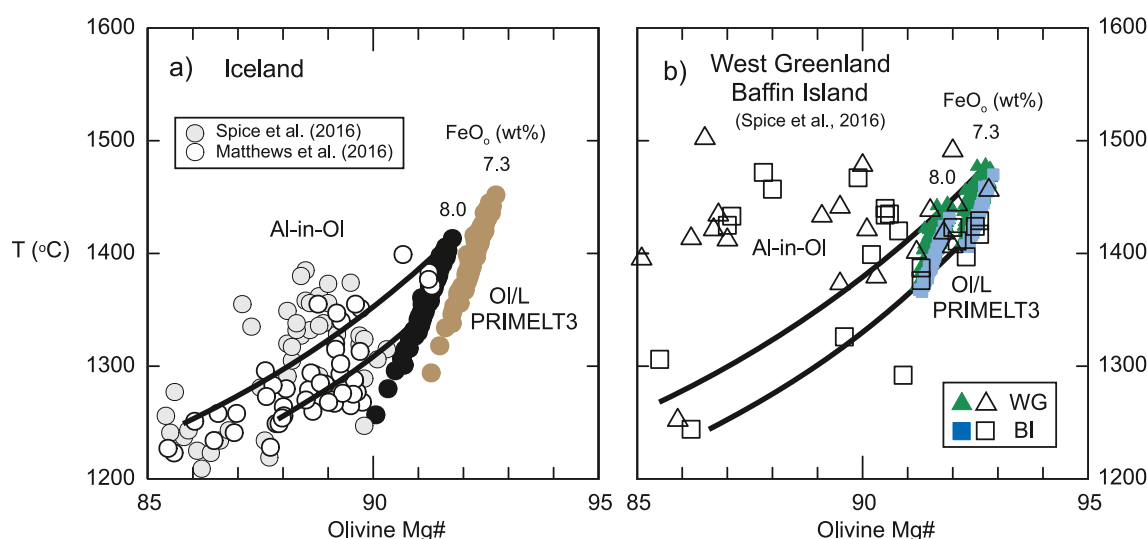 1600
1500
1400
1300
1200
T (°C)
a) Iceland
Spice et al. (2016)
Matthews et al. (2016)
FeOo (wt%)
7.3
8.0
Al-in-Ol
Ol/L
PRIMELT3
85
90
95
Olivine Mg#
b) West Greenland
Baffin Island
(Spice et al., 2016)
FeOo (wt%)
7.3
8.0
Al-in-Ol
Ol/L
PRIMELT3
WG
BI
85
90
95
Olivine Mg#
1600
1500
1400
1300
1200